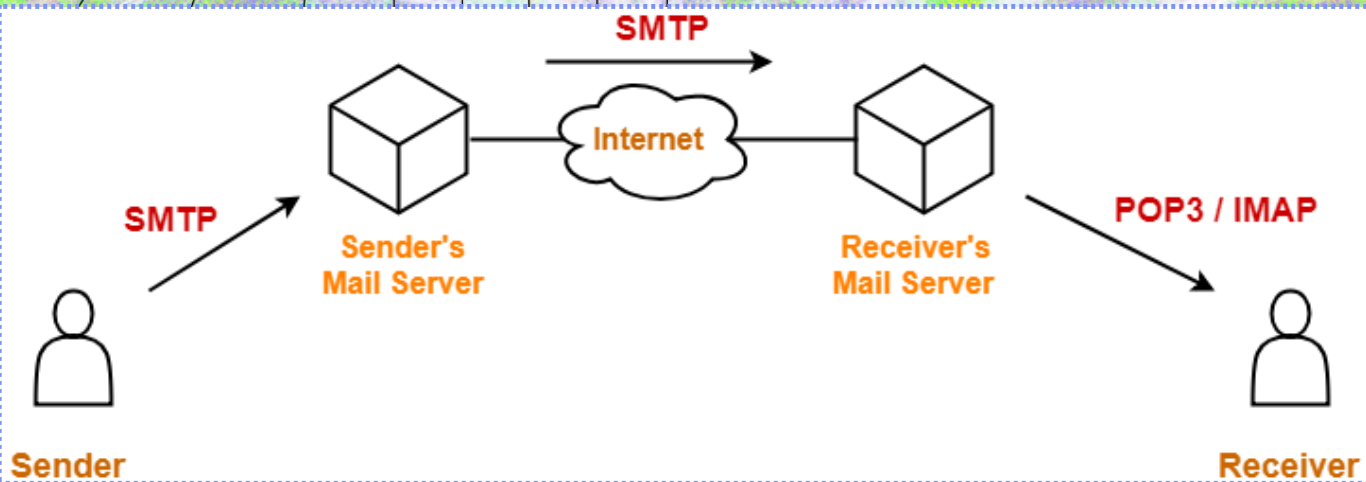 SMTP
Internet
SMTP
POP3 / IMAP
Sender's
Mail Server
Receiver's
Mail Server
Sender
Receiver